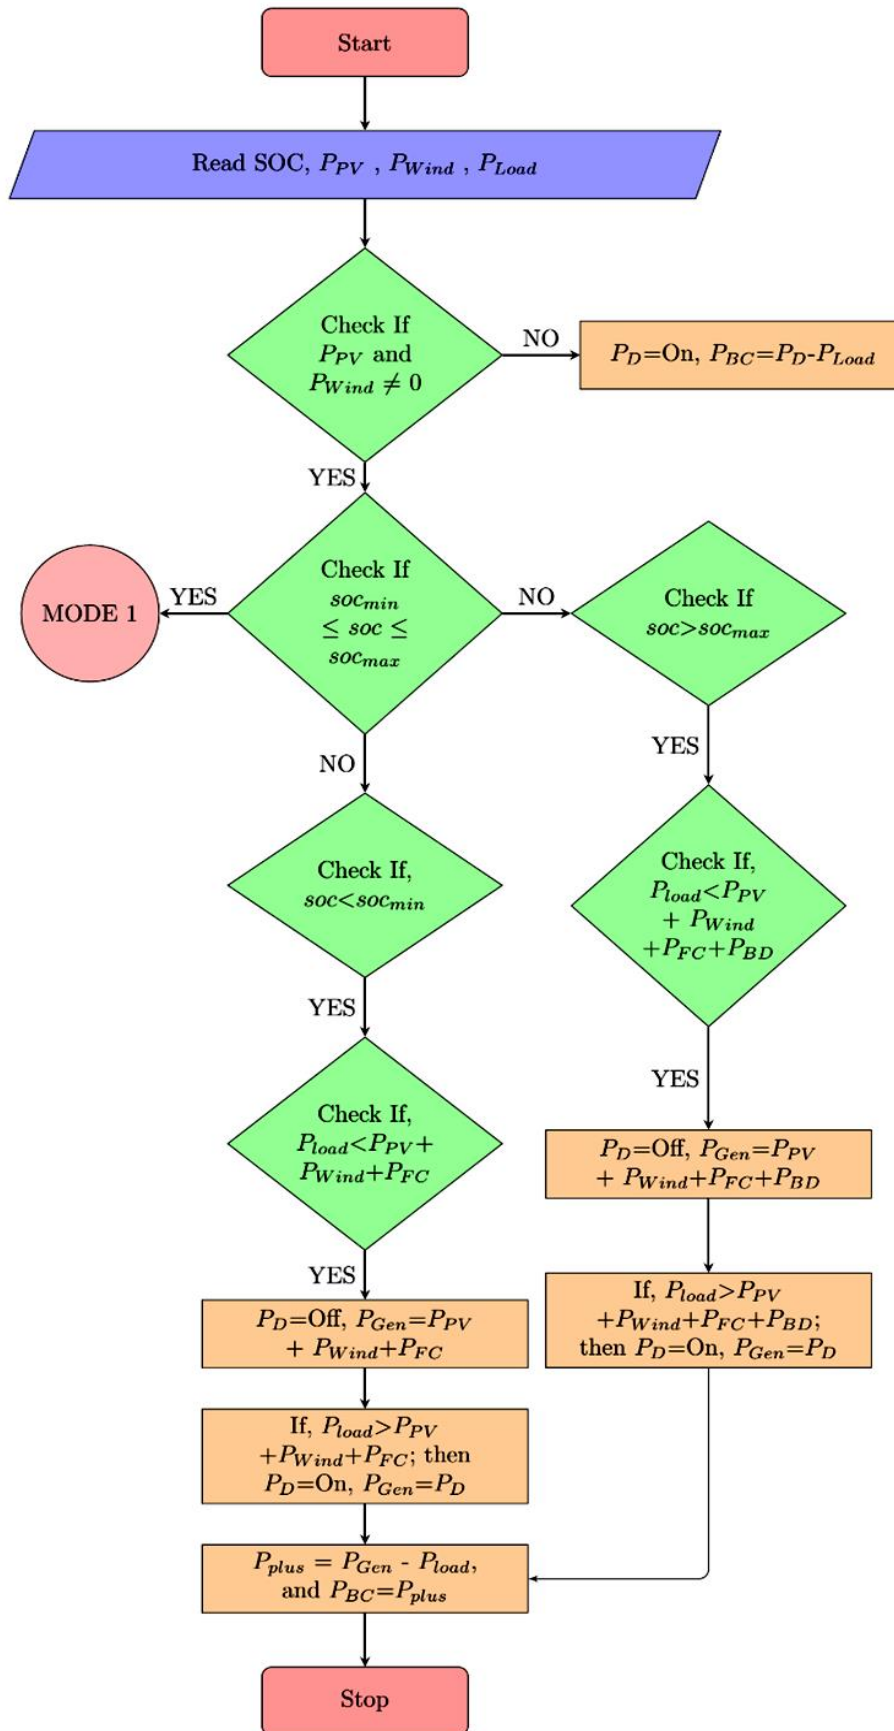 Start
Read SOC, P_PV , P_Wind , P_Load
Check If
P_PV and
P_Wind ≠ 0
NO
P_D=On, P_BC=P_D-P_Load
YES
Check If
soc_min
≤ soc ≤
soc_max
YES
MODE 1
NO
Check If
soc>soc_max
NO
YES
Check If,
soc<soc_min
Check If,
P_load<P_PV
+ P_Wind
+P_FC+P_BD
YES
YES
Check If,
P_load<P_PV+
P_Wind+P_FC
P_D=Off, P_Gen=P_PV
+ P_Wind+P_FC+P_BD
YES
If, P_load>P_PV
+P_Wind+P_FC+P_BD;
then P_D=On, P_Gen=P_D
P_D=Off, P_Gen=P_PV
+ P_Wind+P_FC
If, P_load>P_PV
+P_Wind+P_FC; then
P_D=On, P_Gen=P_D
P_plus = P_Gen - P_load,
and P_BC=P_plus
Stop